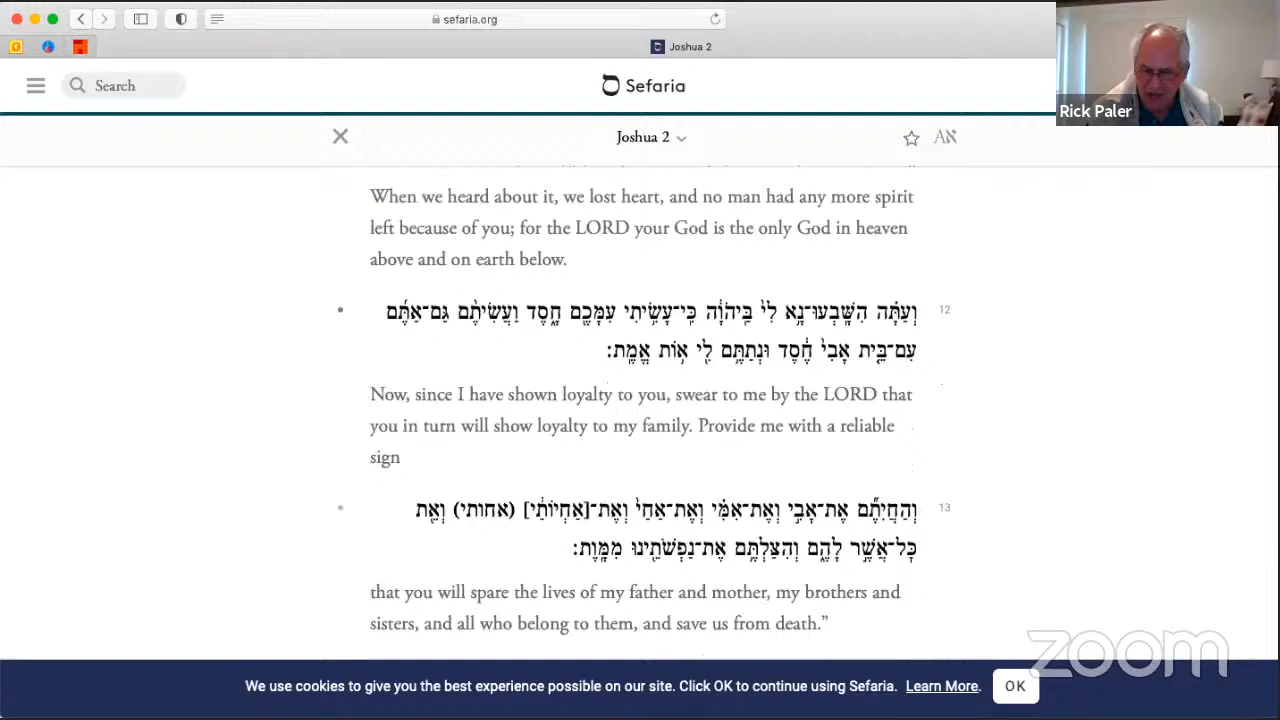 sefaria.org
Joshua 2
Search
Sefaria
Rick Paler
Joshua 2
Aא
When we heard about it, we lost heart, and no man had any more spirit
left because of you; for the LORD your God is the only God in heaven
above and on earth below.
12
וְעַתָּ֗ה הִשָּֽׁבְעוּ־נָ֥א לִי֙ בַּֽיהֹוָ֔ה כִּֽי־עָשִׂ֥יתִי עִמָּכֶ֖ם חָ֑סֶד וַעֲשִׂיתֶ֨ם גַּם־אַתֶּ֜ם
עִם־בֵּ֤ית אָבִי֙ חֶ֔סֶד וּנְתַתֶּ֥ם לִ֖י א֥וֹת אֱמֶֽת׃
Now, since I have shown loyalty to you, swear to me by the LORD that
you in turn will show loyalty to my family. Provide me with a reliable
sign
13
וְהַחֲיִתֶ֞ם אֶת־אָבִ֣י וְאֶת־אִמִּ֗י וְאֶת־אַחַי֙ וְאֶת־[אַחְיוֹתַ֔י] (אחותי) וְאֵ֖ת
כׇּל־אֲשֶׁ֣ר לָהֶ֑ם וְהִצַּלְתֶּ֥ם אֶת־נַפְשֹׁתֵ֖ינוּ מִמָּֽוֶת׃
that you will spare the lives of my father and mother, my brothers and
sisters, and all who belong to them, and save us from death.”
zoom
We use cookies to give you the best experience possible on our site. Click OK to continue using Sefaria. Learn More. OK